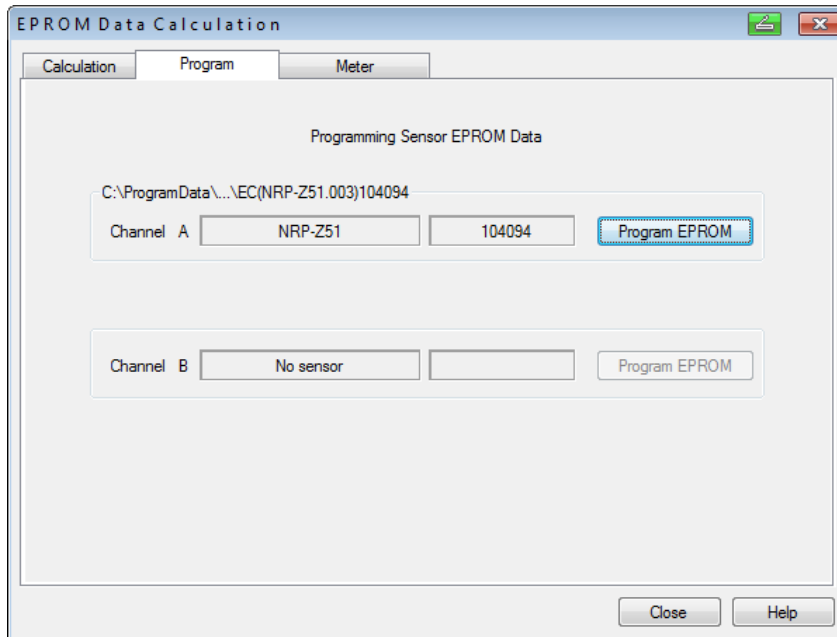 EPROM Data Calculation
Calculation Program Meter
Programming Sensor EPROM Data
C:\ProgramData\...\EC(NRP-Z51.003)104094
Channel A NRP-Z51 104094 Program EPROM
Channel B No sensor Program EPROM
Close Help